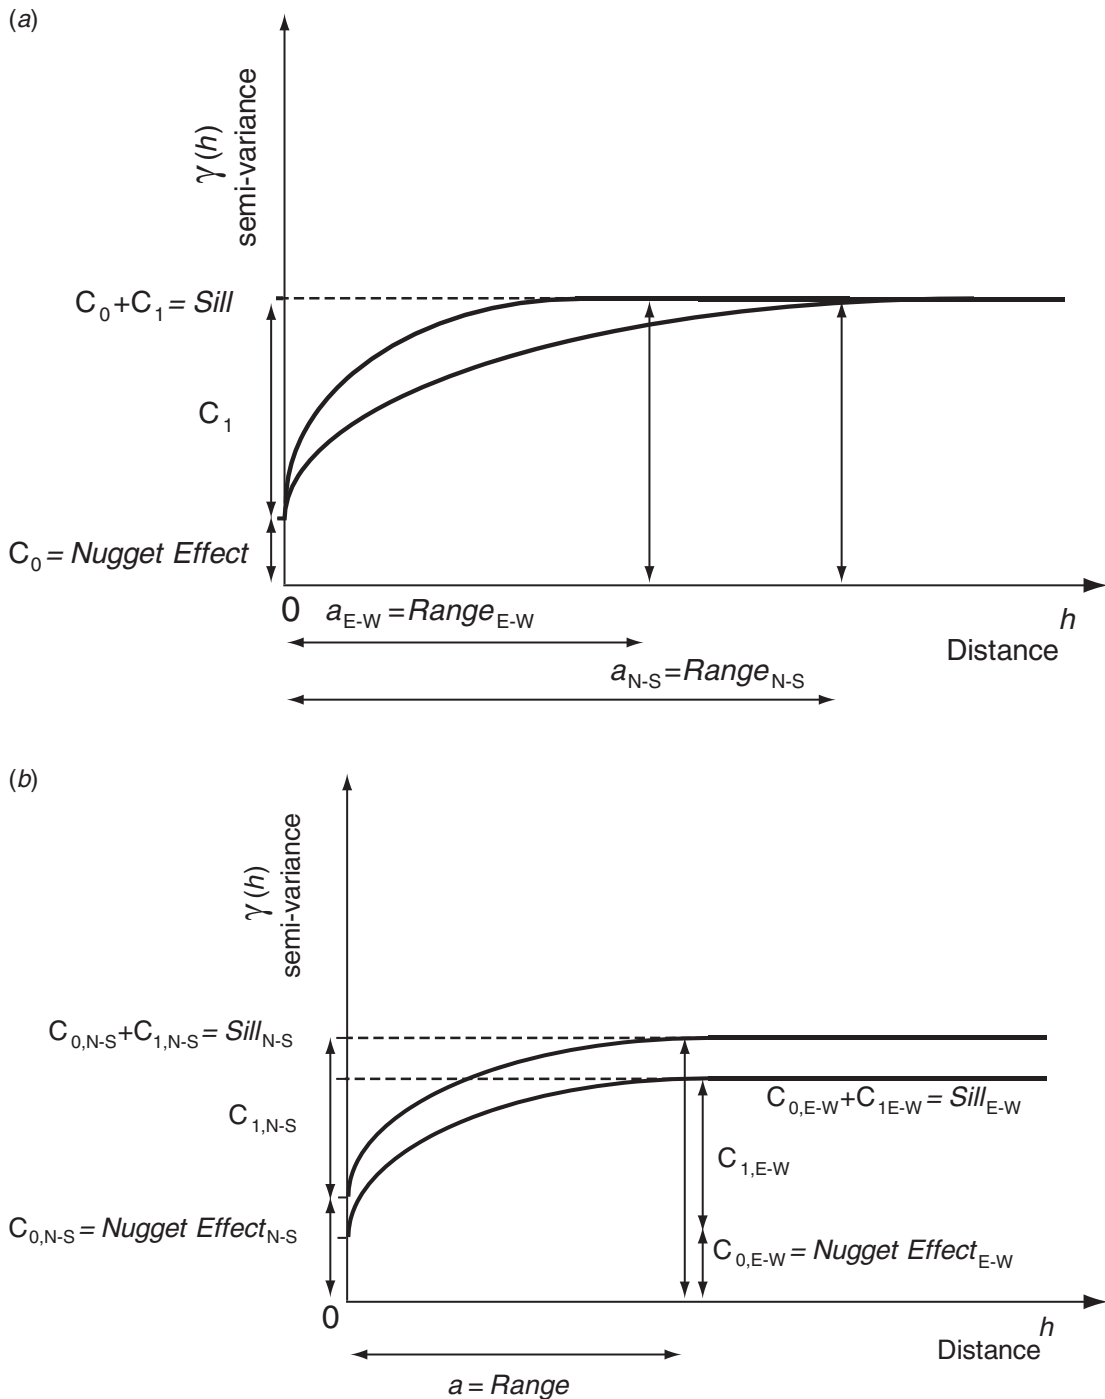 (a)
γ(h)
semi-variance
C0+C1= Sill
C1
C0= Nugget Effect
0
aE-W =RangeE-W
h
Distance
aN-S=RangeN-S
(b)
γ(h)
semi-variance
C0,N-S+C1,N-S= SillN-S
C0,E-W+C1E-W = SillE-W
C1,N-S
C1,E-W
C0,N-S= Nugget EffectN-S
C0,E-W= Nugget EffectE-W
0
h
Distance
a = Range